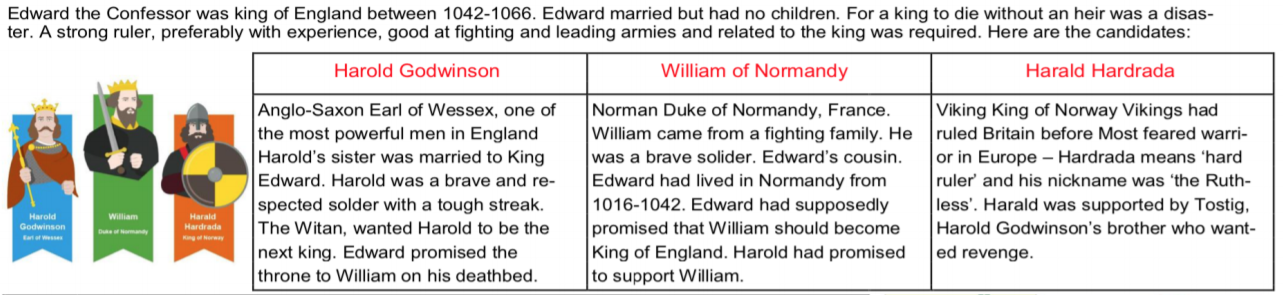 Edward the Confessor was king of England between 1042-1066. Edward married but had no children. For a king to die without an heir was a disas-
ter. A strong ruler, preferably with experience, good at fighting and leading armies and related to the king was required. Here are the candidates:
Harold
Godwinson
Earl of Wessex
William
Duke of Normandy
Harald
Hardrada
King of Norway
Harold Godwinson
Anglo-Saxon Earl of Wessex, one of
the most powerful men in England
Harold's sister was married to King
Edward. Harold was a brave and re-
spected solder with a tough streak.
The Witan, wanted Harold to be the
next king. Edward promised the
throne to William on his deathbed.
William of Normandy
Norman Duke of Normandy, France.
William came from a fighting family. He
was a brave solider. Edward's cousin.
Edward had lived in Normandy from
1016-1042. Edward had supposedly
promised that William should become
King of England. Harold had promised
to support William.
Harald Hardrada
Viking King of Norway Vikings had
ruled Britain before Most feared warri-
or in Europe – Hardrada means 'hard
ruler' and his nickname was 'the Ruth-
less'. Harald was supported by Tostig,
Harold Godwinson's brother who want-
ed revenge.